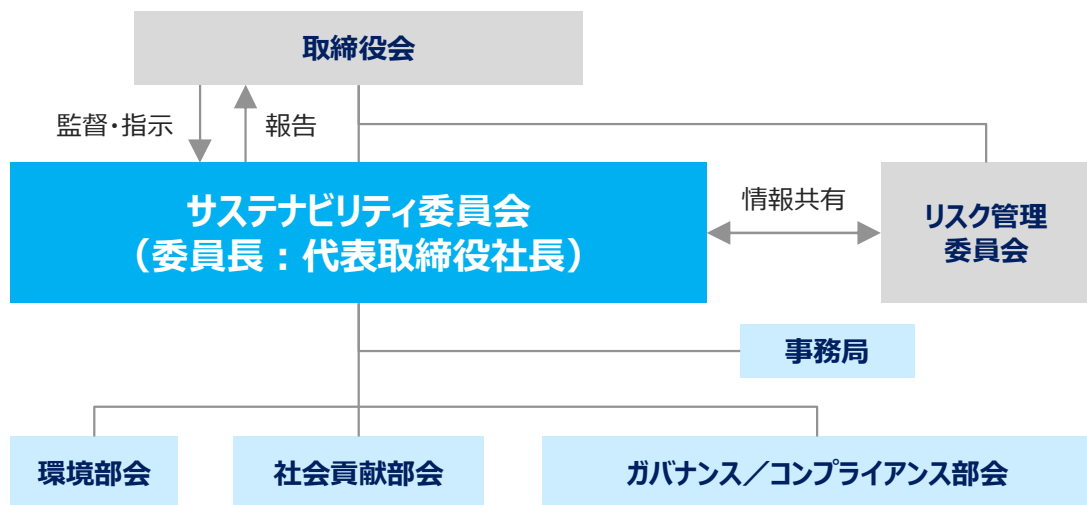 取締役会
監督・指示
報告
サステナビリティ委員会
（委員長：代表取締役社長）
情報共有
リスク管理
委員会
事務局
環境部会
社会貢献部会
ガバナンス／コンプライアンス部会